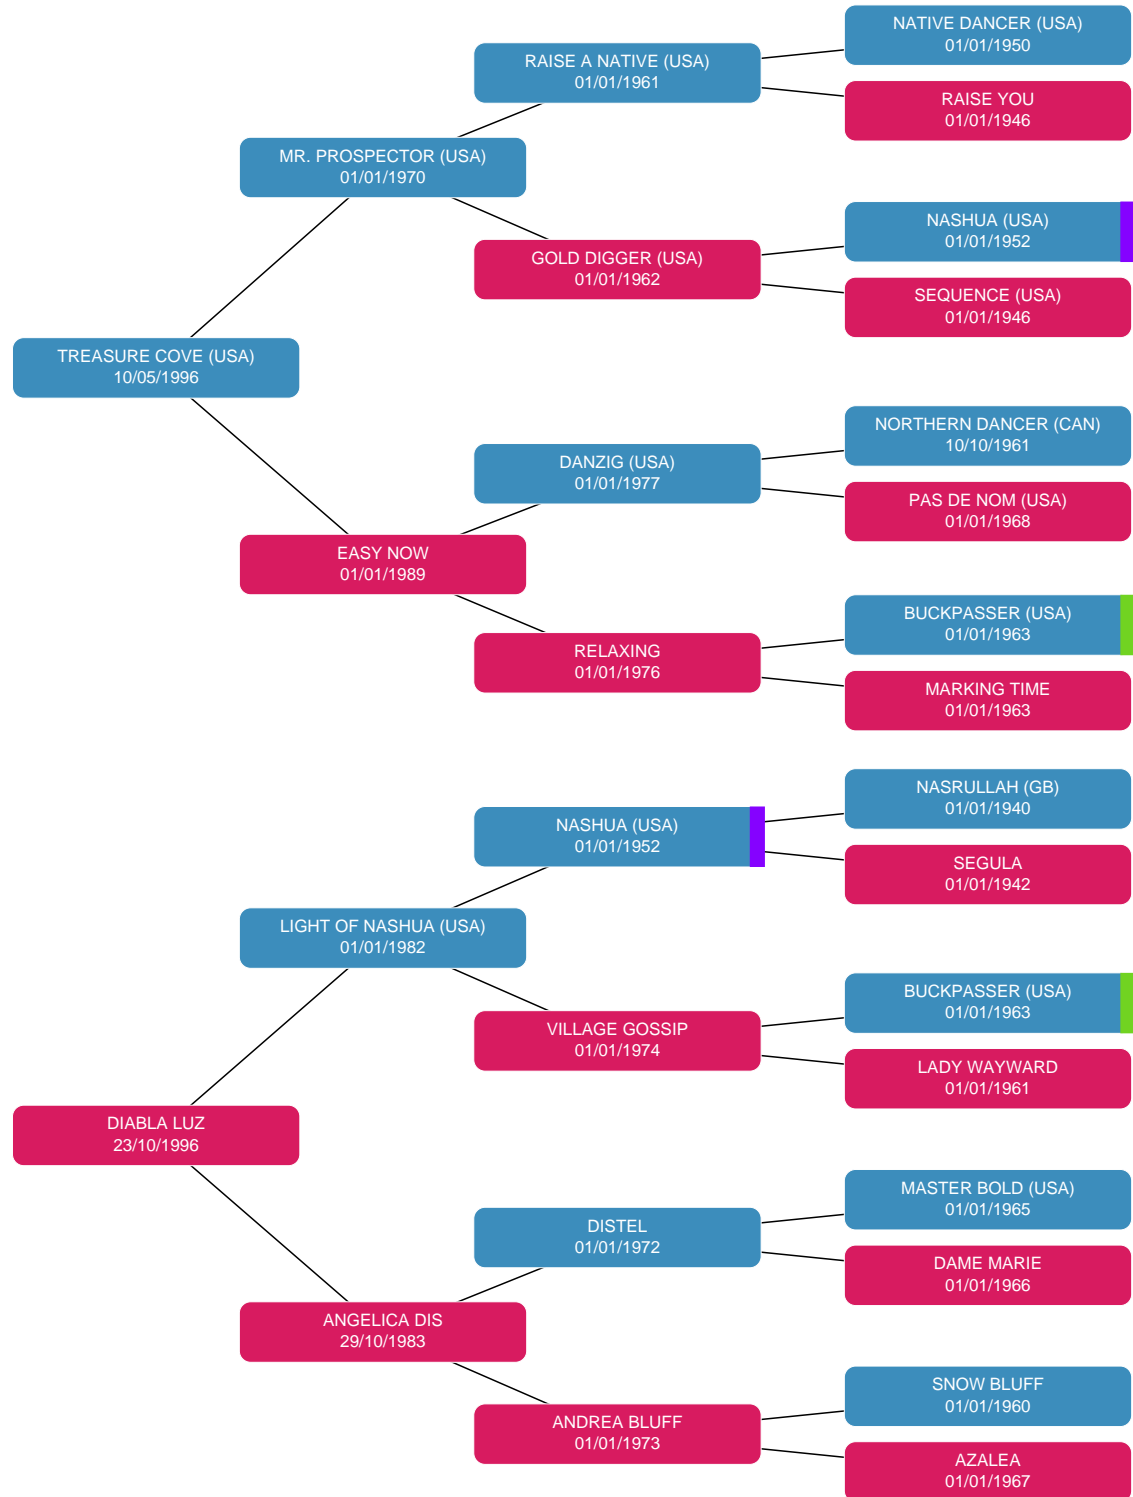 NATIVE DANCER (USA)
01/01/1950
RAISE A NATIVE (USA)
01/01/1961
RAISE YOU
01/01/1946
MR. PROSPECTOR (USA)
01/01/1970
NASHUA (USA)
01/01/1952
GOLD DIGGER (USA)
01/01/1962
SEQUENCE (USA)
01/01/1946
TREASURE COVE (USA)
10/05/1996
NORTHERN DANCER (CAN)
10/10/1961
DANZIG (USA)
01/01/1977
PAS DE NOM (USA)
01/01/1968
EASY NOW
01/01/1989
BUCKPASSER (USA)
01/01/1963
RELAXING
01/01/1976
MARKING TIME
01/01/1963
NASRULLAH (GB)
01/01/1940
NASHUA (USA)
01/01/1952
SEGULA
01/01/1942
LIGHT OF NASHUA (USA)
01/01/1982
BUCKPASSER (USA)
01/01/1963
VILLAGE GOSSIP
01/01/1974
LADY WAYWARD
01/01/1961
DIABLA LUZ
23/10/1996
MASTER BOLD (USA)
01/01/1965
DISTEL
01/01/1972
DAME MARIE
01/01/1966
ANGELICA DIS
29/10/1983
SNOW BLUFF
01/01/1960
ANDREA BLUFF
01/01/1973
AZALEA
01/01/1967